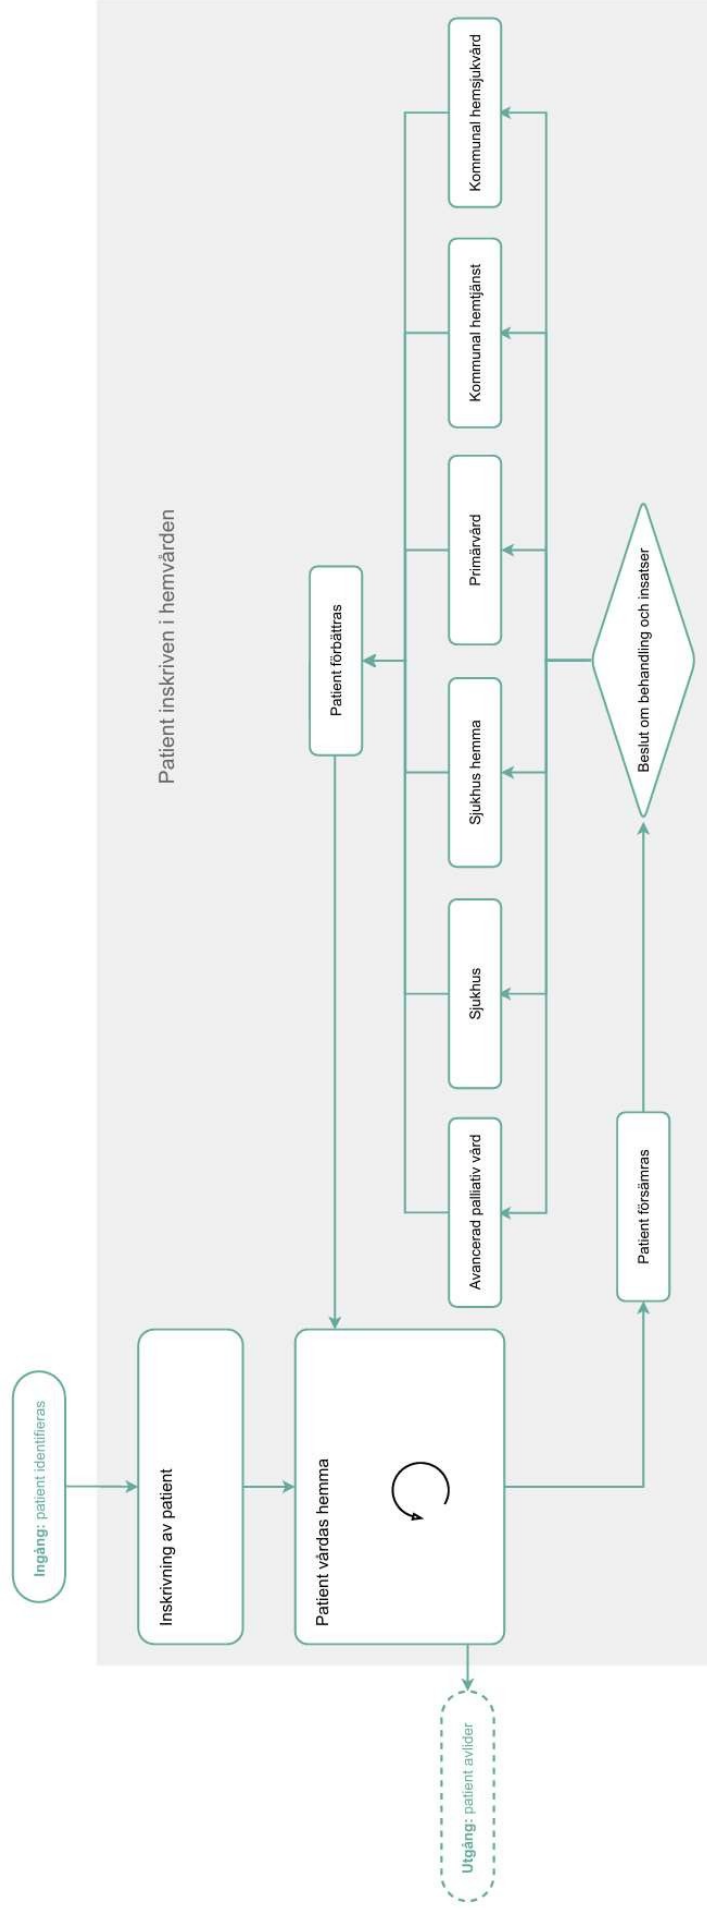 Ingång: patient identifieras
Patient inskriven i hemvården
Inskrivning av patient
Patient vårdas hemma
Patient förbättras
Avancerad palliativ vård
Sjukhus
Sjukhus hemma
Primärvård
Kommunal hemtjänst
Kommunal hemsjukvård
Utgång: patient avlider
Patient försämras
Beslut om behandling och insatser